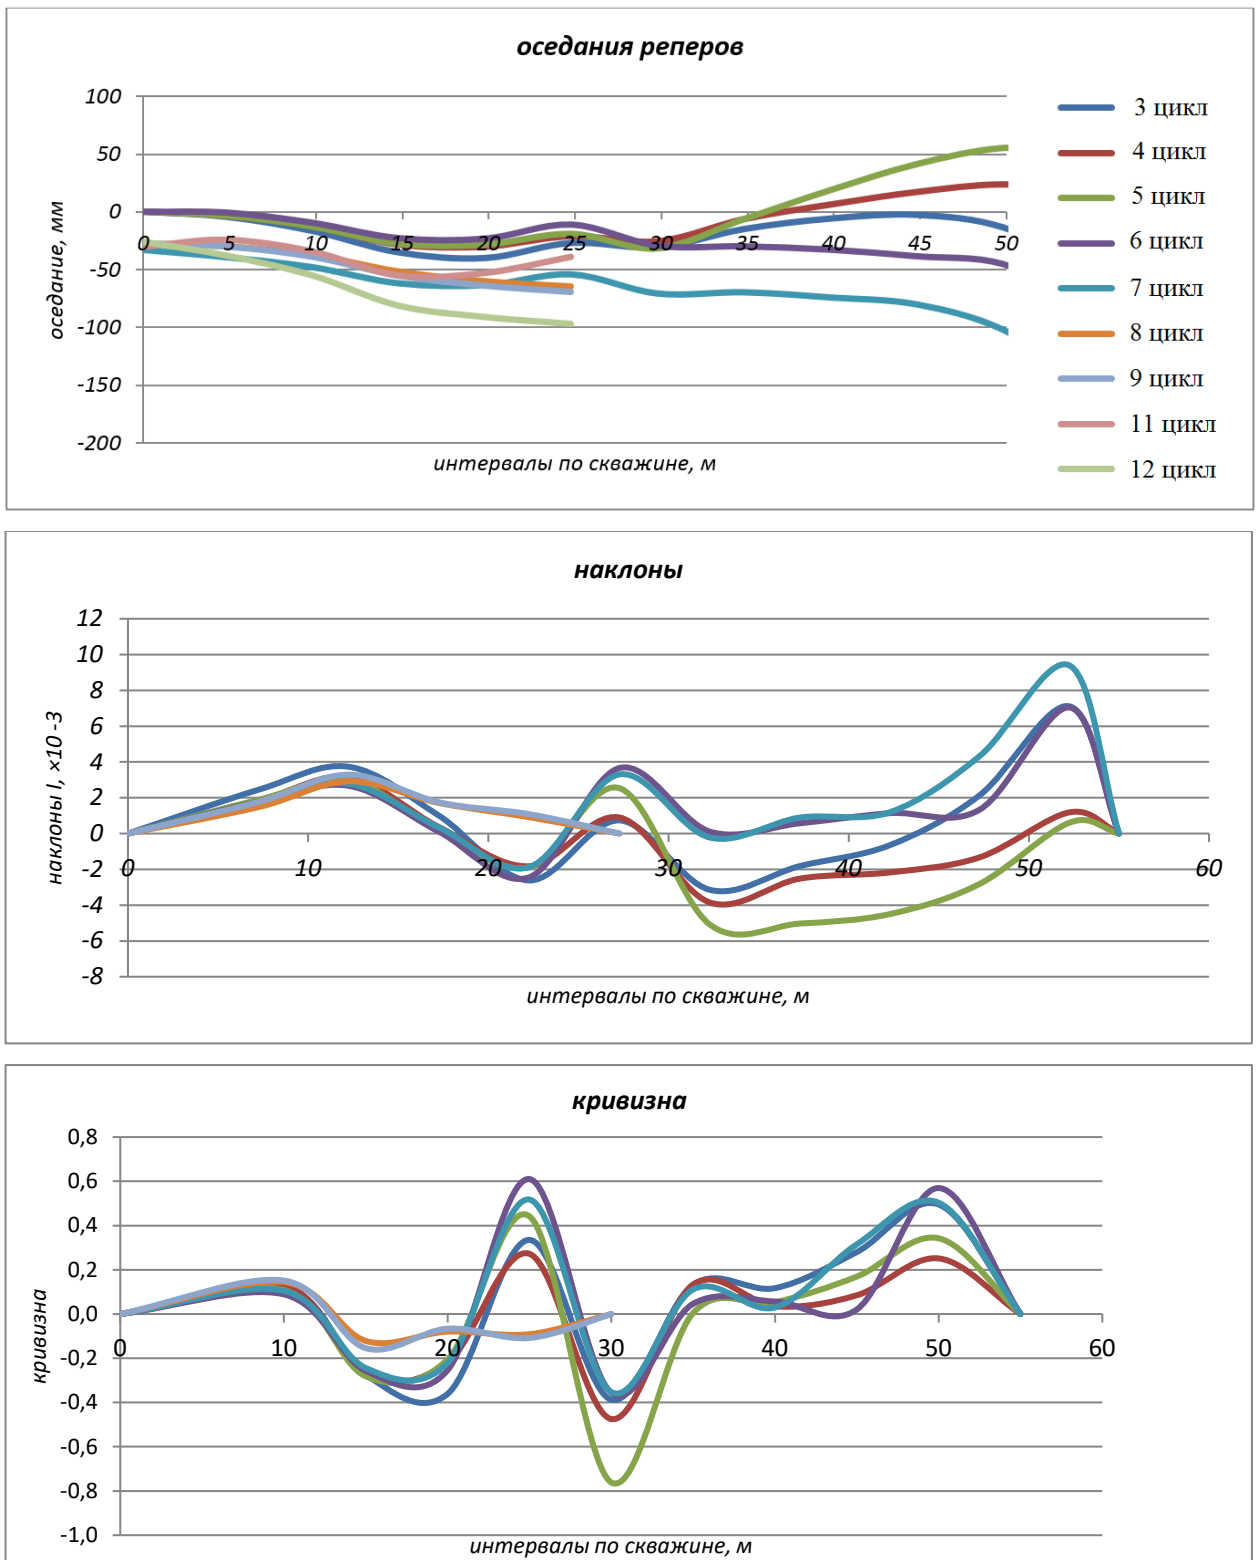 оседания реперов
100
50
0
-50
-100
-150
-200
оседание, мм
0 5 10 15 20 25 30 35 40 45 50
интервалы по скважине, м
3 цикл
4 цикл
5 цикл
6 цикл
7 цикл
8 цикл
9 цикл
11 цикл
12 цикл
наклоны
12
10
8
6
4
2
0
-2
-4
-6
-8
наклоны I, ×10 -3
0 10 20 30 40 50 60
интервалы по скважине, м
кривизна
0,8
0,6
0,4
0,2
0,0
-0,2
-0,4
-0,6
-0,8
-1,0
кривизна
0 10 20 30 40 50 60
интервалы по скважине, м